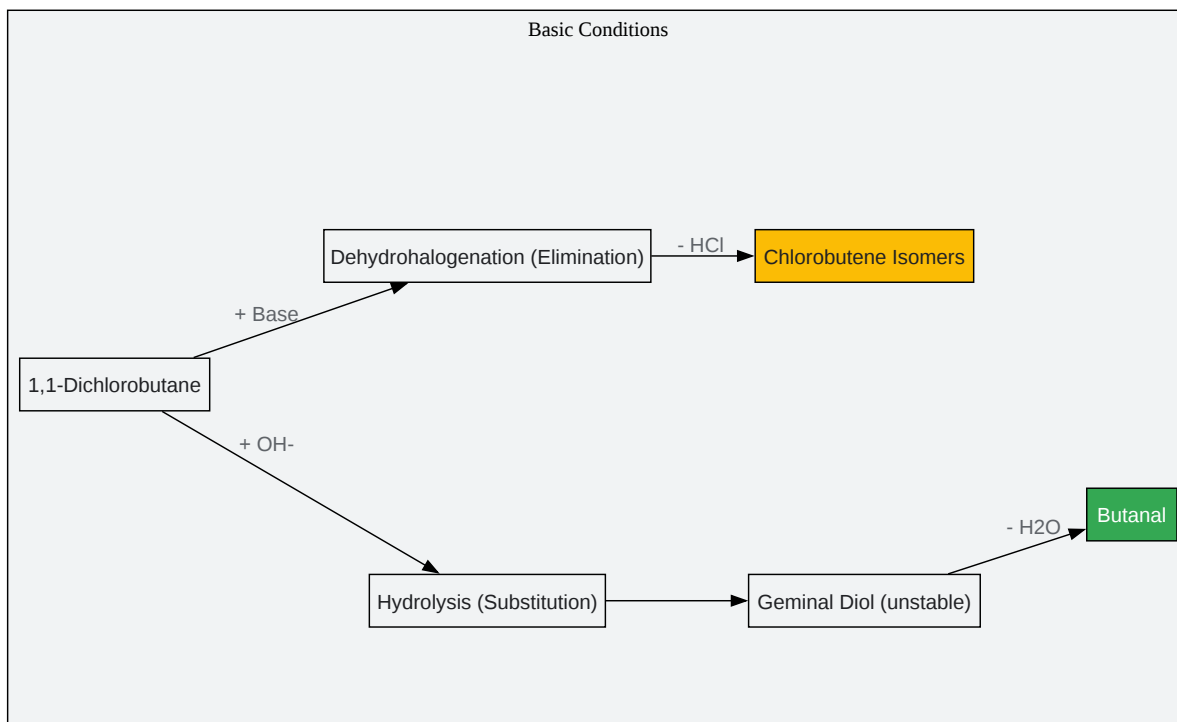 Basic Conditions
Dehydrohalogenation (Elimination)
- HCl
Chlorobutene Isomers
+ Base
1,1-Dichlorobutane
+ OH-
Butanal
- H2O
Hydrolysis (Substitution)
Geminal Diol (unstable)